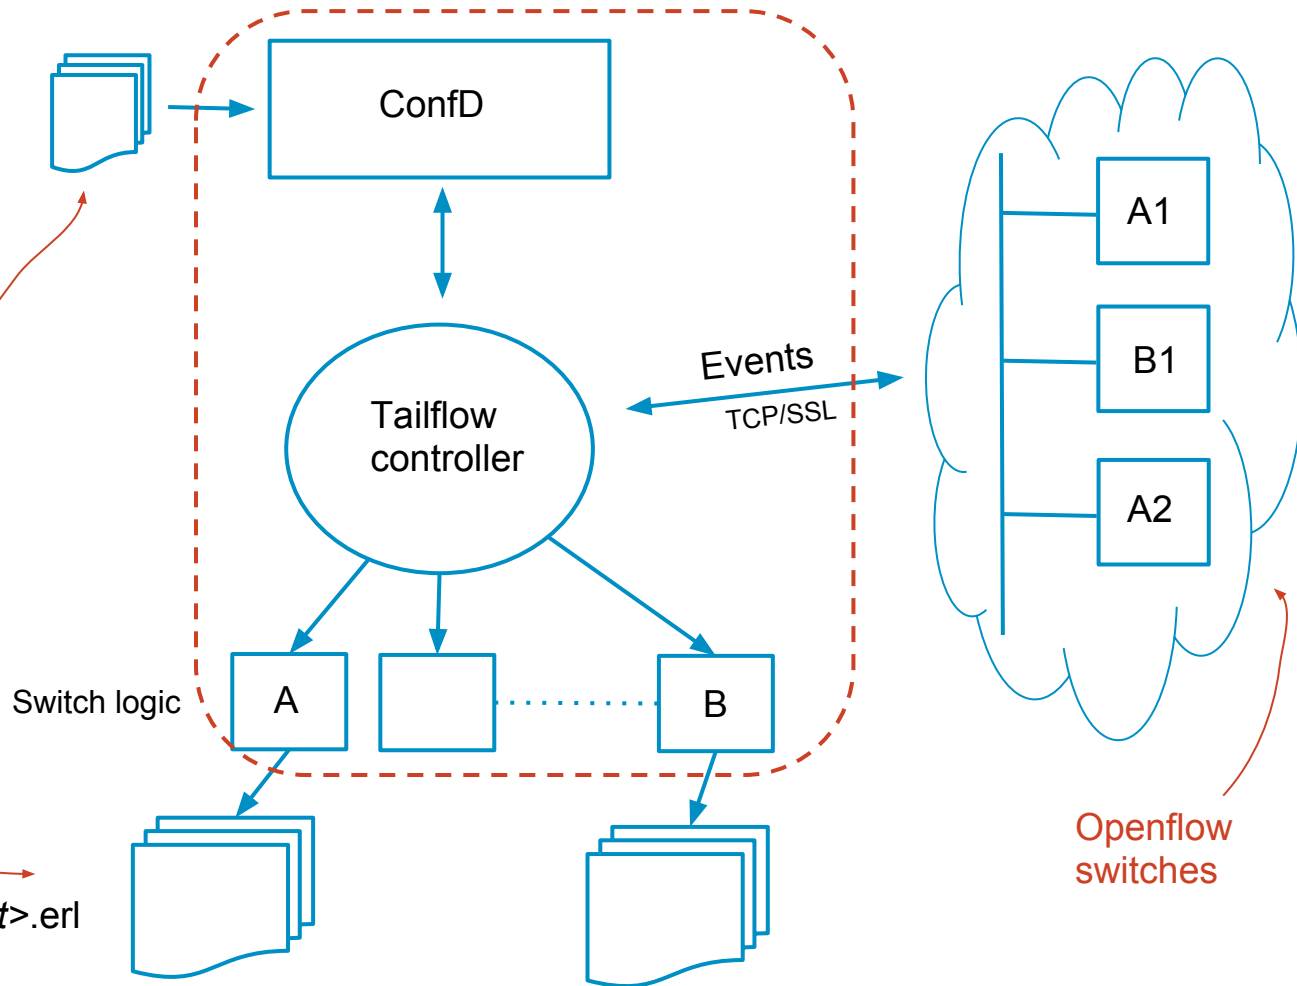 ConfD
A1
B1
A2
Events
TCP/SSL
Tailflow
controller
Switch logic
A
B
Openflow
switches
t>.erl